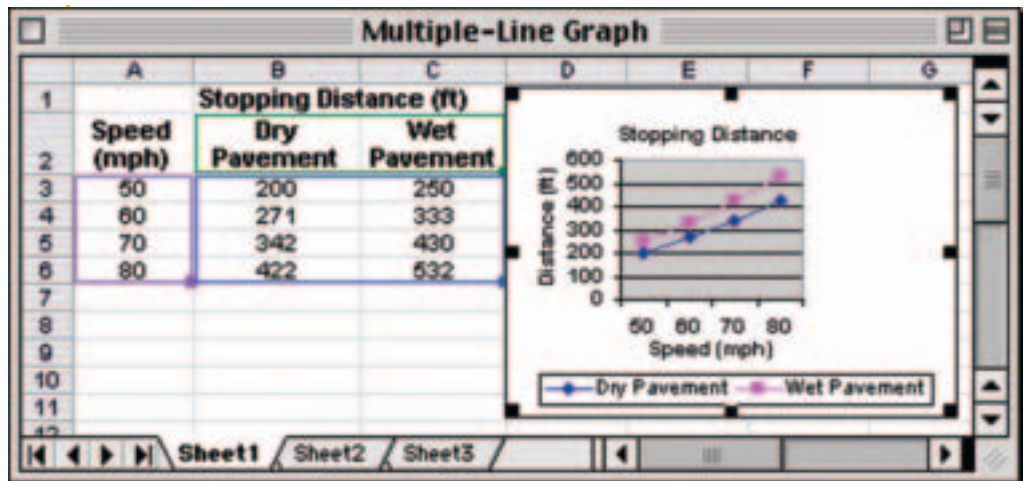 Multiple-Line Graph
A B C D E F G
1 Stopping Distance (ft)
2 Speed (mph) Dry Pavement Wet Pavement
3 50 200 250
4 60 271 333
5 70 342 430
6 80 422 532
7
8
9
10
11
12
Stopping Distance
Distance (ft)
600
500
400
300
200
100
0
50 60 70 80
Speed (mph)
Dry Pavement Wet Pavement
Sheet1 Sheet2 Sheet3